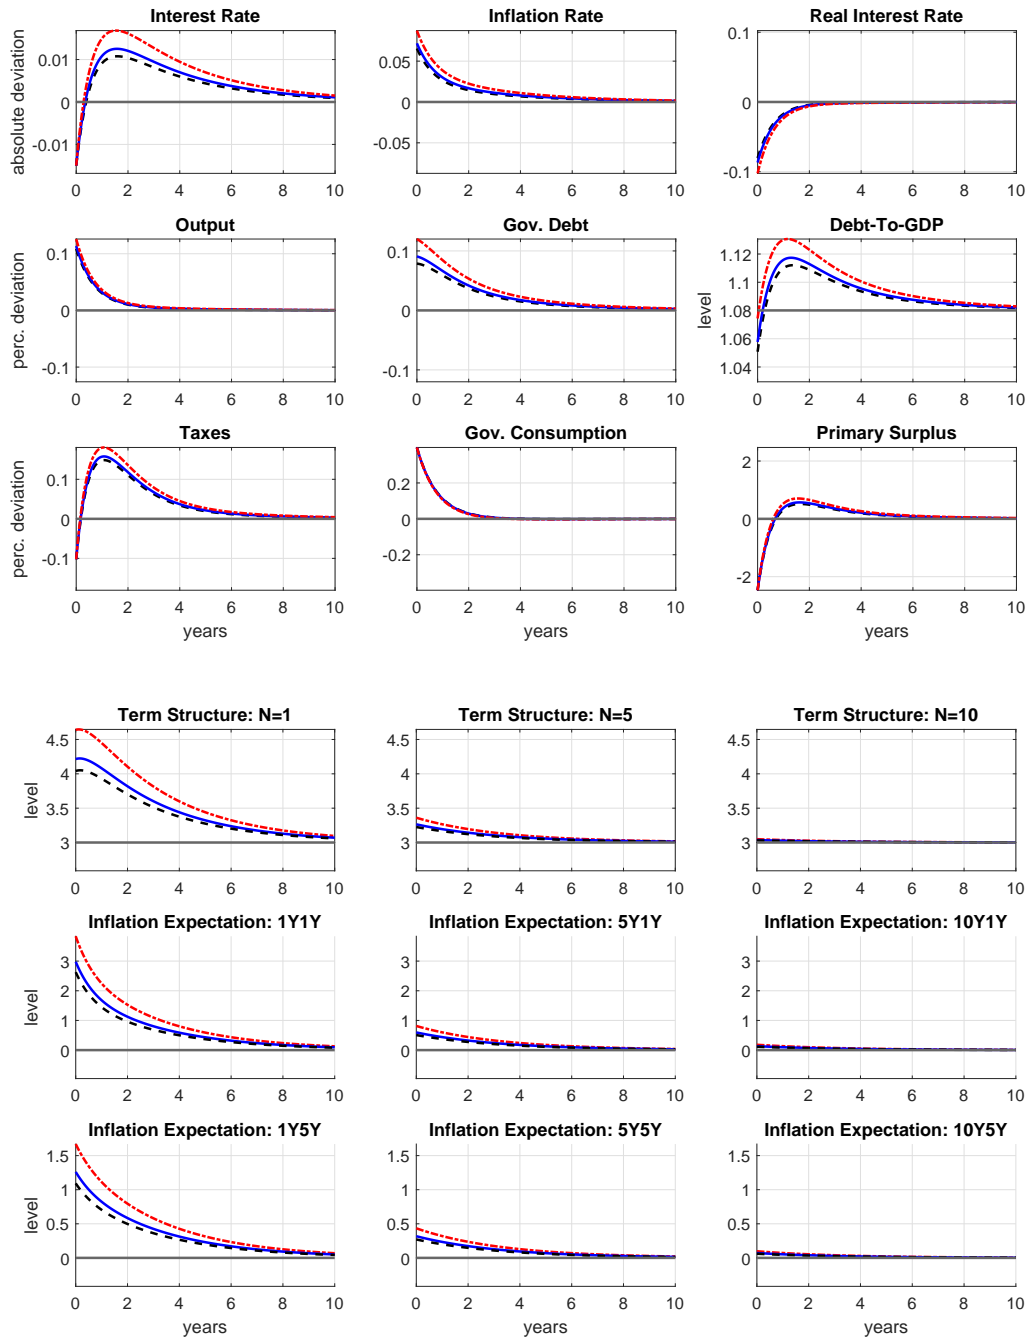 Interest Rate Inflation Rate Real Interest Rate
absolute deviation
0.01
0
-0.01
0 2 4 6 8 10
0.05
0
-0.05
0 2 4 6 8 10
0.1
0
-0.1
0 2 4 6 8 10
Output Gov. Debt Debt-To-GDP
perc. deviation
0.1
0
-0.1
0 2 4 6 8 10
0.1
0
-0.1
0 2 4 6 8 10
level
1.12
1.1
1.08
1.06
1.04
0 2 4 6 8 10
Taxes Gov. Consumption Primary Surplus
perc. deviation
0.1
0
-0.1
0 2 4 6 8 10
years
0.2
0
-0.2
0 2 4 6 8 10
years
2
0
-2
0 2 4 6 8 10
years
Term Structure: N=1 Term Structure: N=5 Term Structure: N=10
level
4.5
4
3.5
3
0 2 4 6 8 10
4.5
4
3.5
3
0 2 4 6 8 10
4.5
4
3.5
3
0 2 4 6 8 10
Inflation Expectation: 1Y1Y Inflation Expectation: 5Y1Y Inflation Expectation: 10Y1Y
level
3
2
1
0
0 2 4 6 8 10
3
2
1
0
0 2 4 6 8 10
3
2
1
0
0 2 4 6 8 10
Inflation Expectation: 1Y5Y Inflation Expectation: 5Y5Y Inflation Expectation: 10Y5Y
level
1.5
1
0.5
0
0 2 4 6 8 10
years
1.5
1
0.5
0
0 2 4 6 8 10
years
1.5
1
0.5
0
0 2 4 6 8 10
years